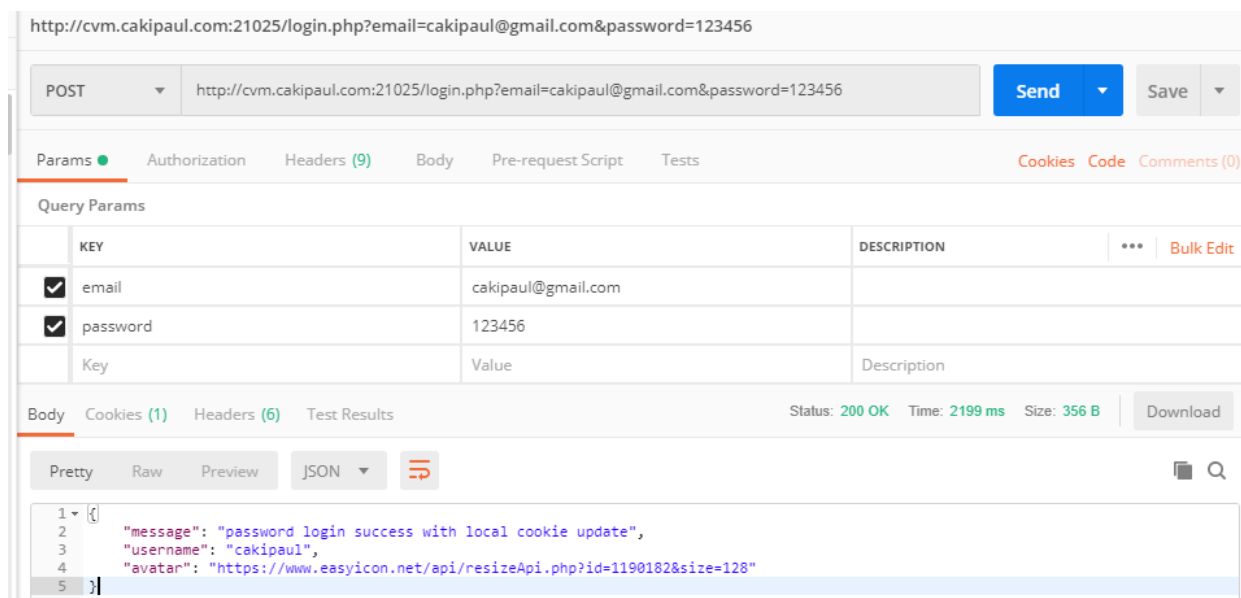 http://cvm.cakipaul.com:21025/login.php?email=cakipaul@gmail.com&password=123456
POST http://cvm.cakipaul.com:21025/login.php?email=cakipaul@gmail.com&password=123456 Send Save
Params Authorization Headers (9) Body Pre-request Script Tests Cookies Code Comments (0)
Query Params
KEY VALUE DESCRIPTION ••• Bulk Edit
email cakipaul@gmail.com
password 123456
Key Value Description
Body Cookies (1) Headers (6) Test Results Status: 200 OK Time: 2199 ms Size: 356 B Download
Pretty Raw Preview JSON
1 {
2 "message": "password login success with local cookie update",
3 "username": "cakipaul",
4 "avatar": "https://www.easyicon.net/api/resizeApi.php?id=1190182&size=128"
5 }